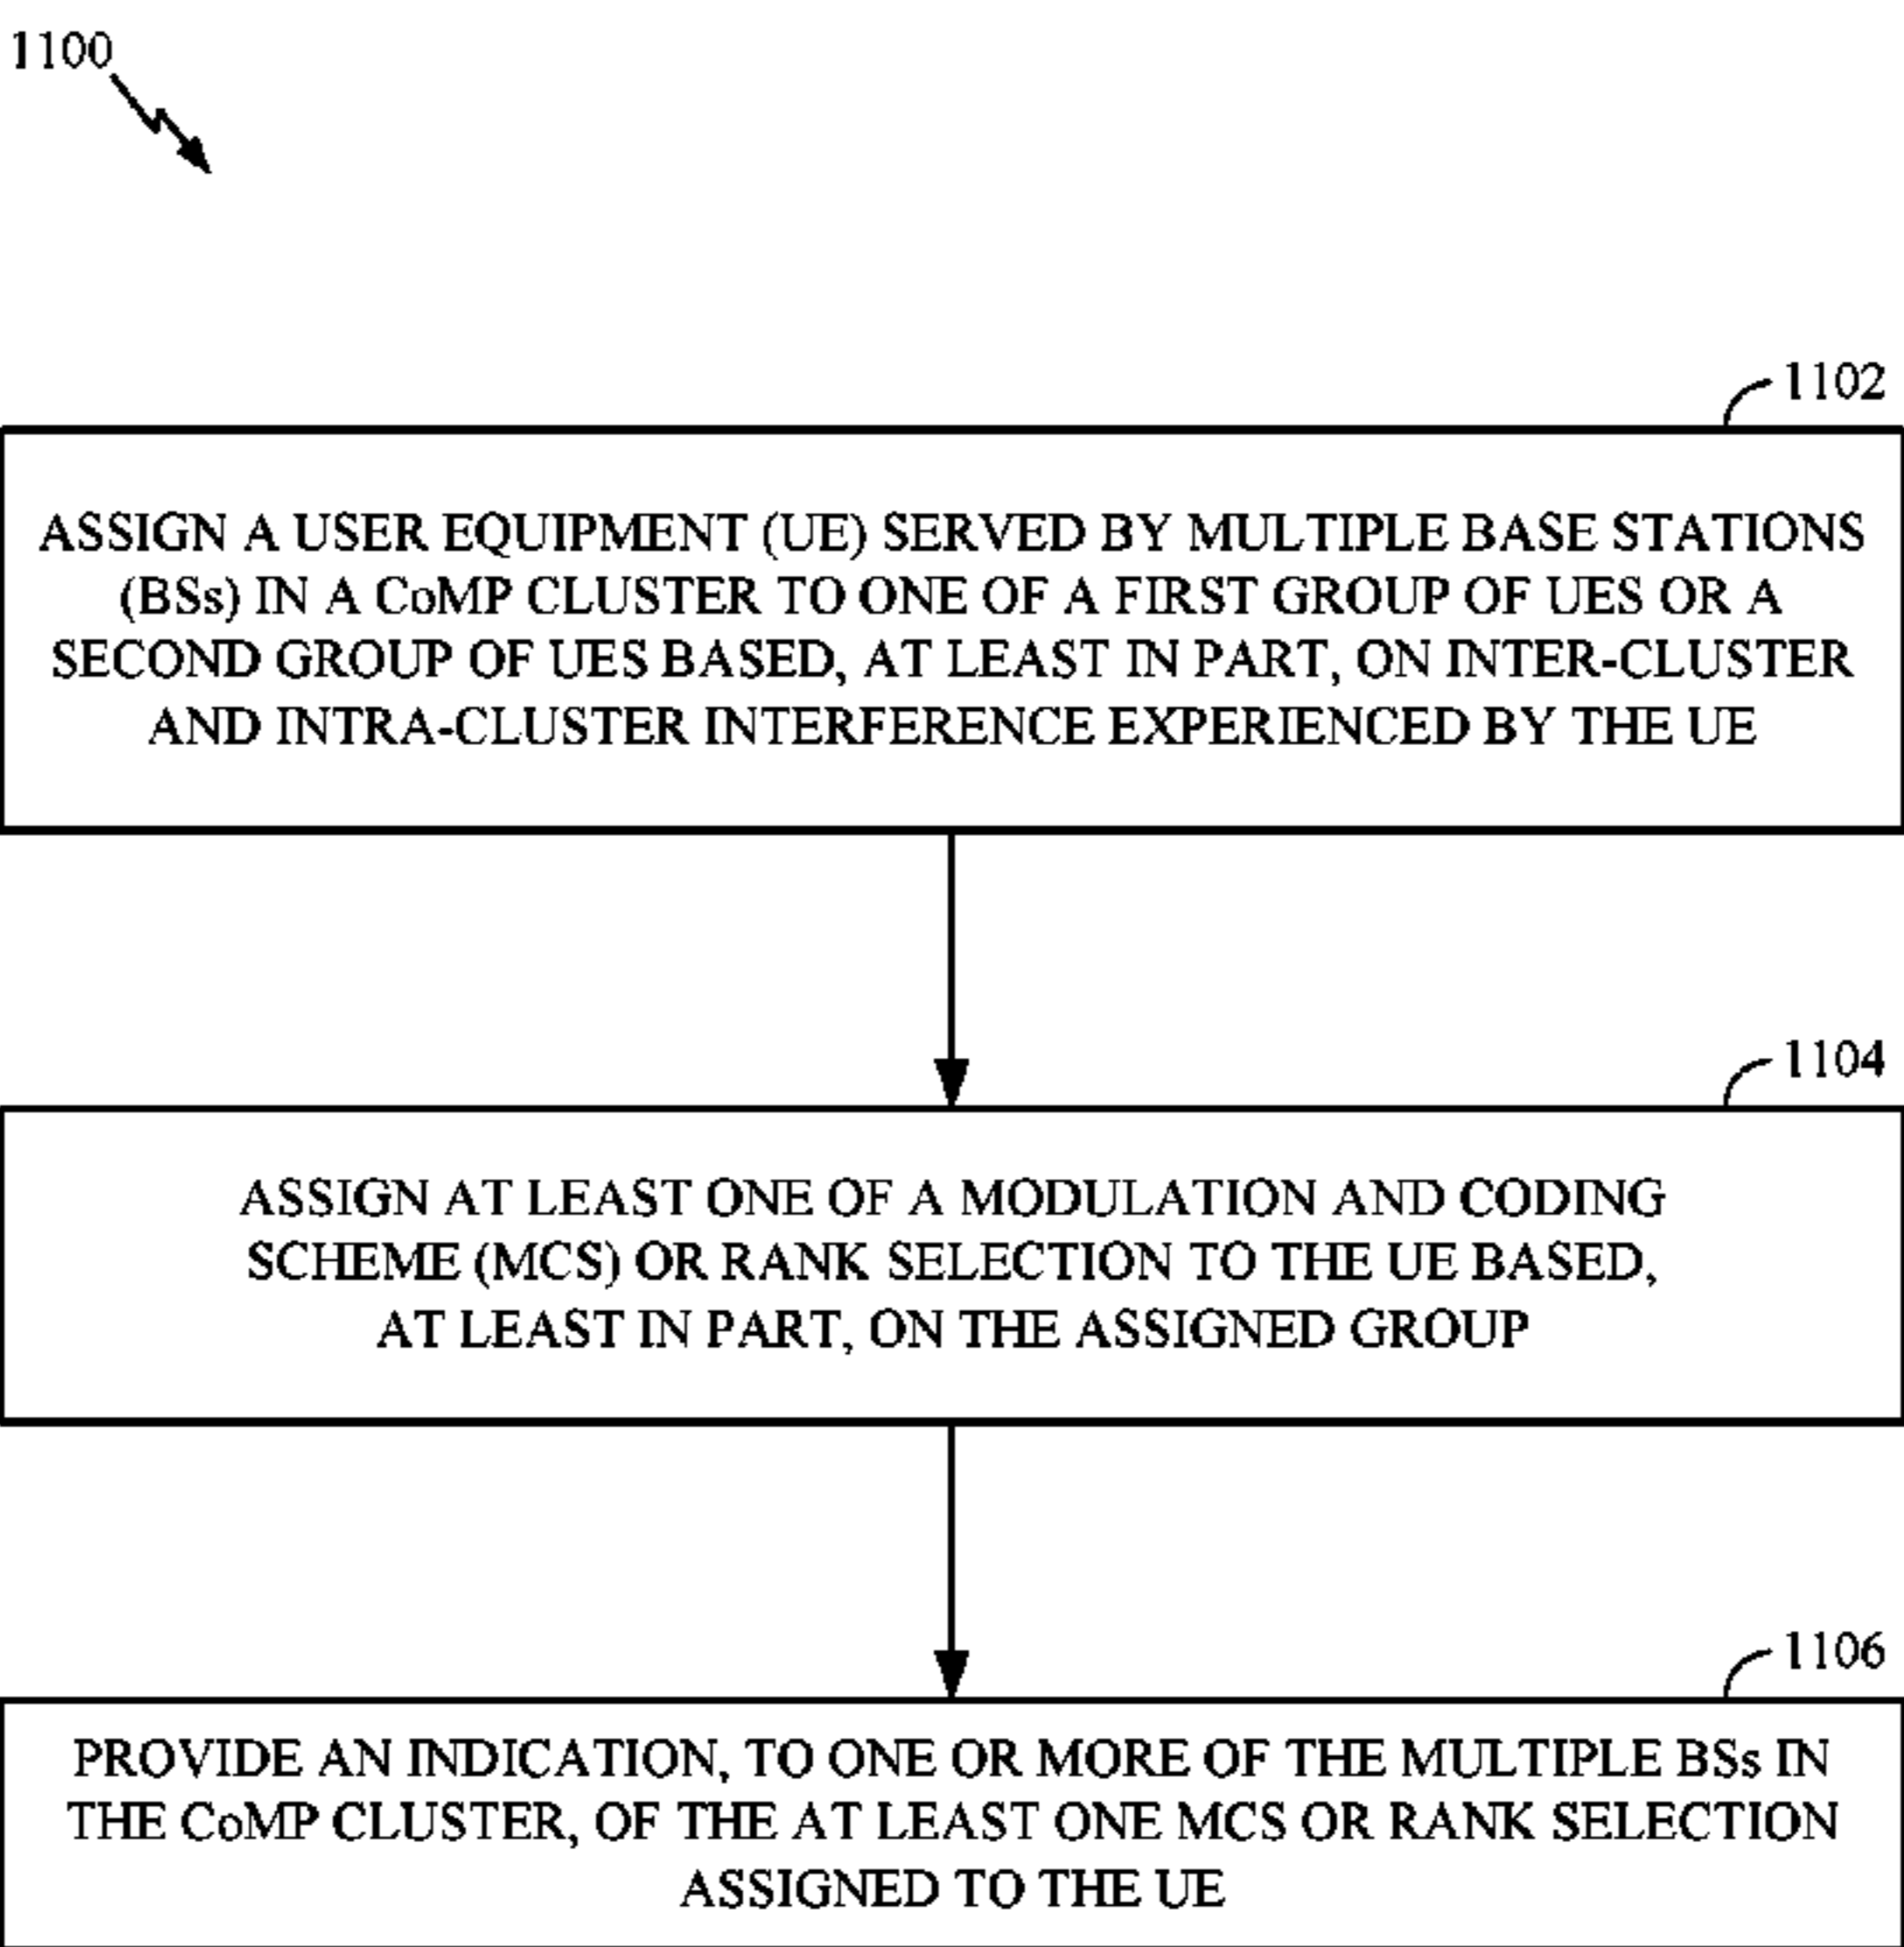 1100
1102
ASSIGN A USER EQUIPMENT (UE) SERVED BY MULTIPLE BASE STATIONS
(BSs) IN A CoMP CLUSTER TO ONE OF A FIRST GROUP OF UES OR A
SECOND GROUP OF UES BASED, AT LEAST IN PART, ON INTER-CLUSTER
AND INTRA-CLUSTER INTERFERENCE EXPERIENCED BY THE UE
1104
ASSIGN AT LEAST ONE OF A MODULATION AND CODING
SCHEME (MCS) OR RANK SELECTION TO THE UE BASED,
AT LEAST IN PART, ON THE ASSIGNED GROUP
1106
PROVIDE AN INDICATION, TO ONE OR MORE OF THE MULTIPLE BSs IN
THE CoMP CLUSTER, OF THE AT LEAST ONE MCS OR RANK SELECTION
ASSIGNED TO THE UE